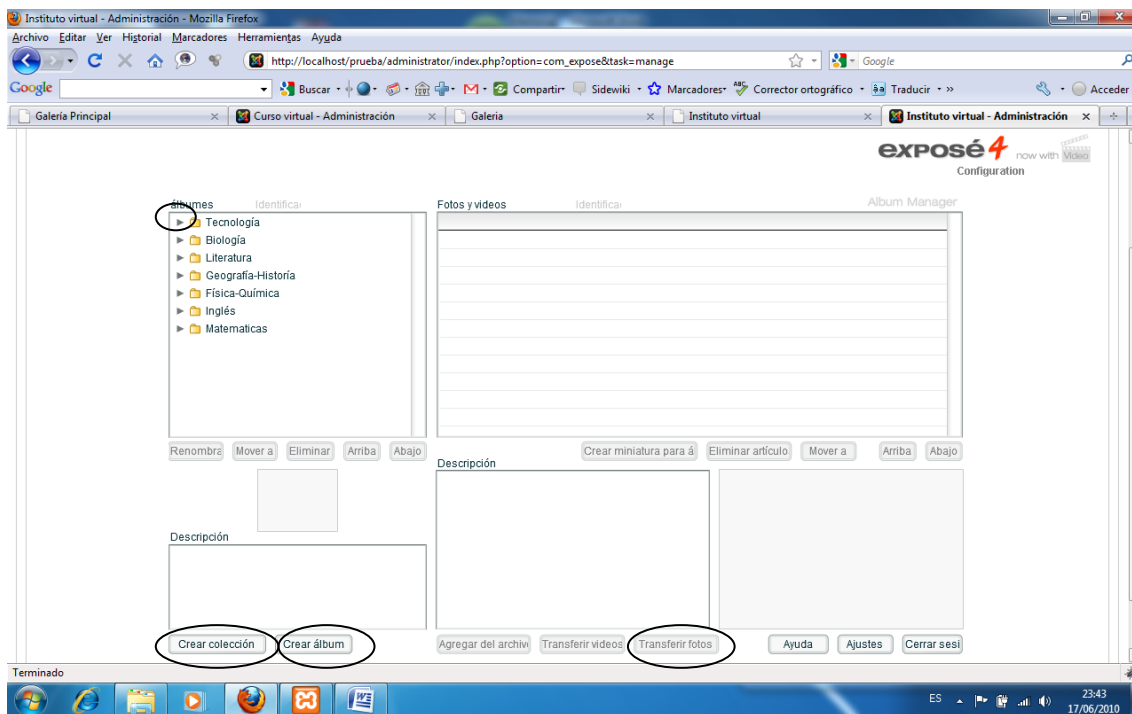 Instituto virtual - Administración - Mozilla Firefox
Archivo Editar Ver Historial Marcadores Herramientas Ayuda
http://localhost/prueba/administrator/index.php?option=com_expose&task=manage
Google
Google
Buscar
Compartir
Sidewiki
Marcadores
Corrector ortográfico
Traducir
Acceder
Galería Principal
Curso virtual - Administración
Galeria
Instituto virtual
Instituto virtual - Administración
exposé 4 now with Video
Configuration
álbumes
Identifica
Fotos y videos
Identifica
Album Manager
Tecnología
Biología
Literatura
Geografía-Historía
Física-Química
Inglés
Matematicas
Renombra
Mover a
Eliminar
Arriba
Abajo
Crear miniatura para á
Eliminar artículo
Mover a
Arriba
Abajo
Descripción
Descripción
Crear colección
Crear álbum
Agregar del archiv
Transferir videos
Transferir fotos
Ayuda
Ajustes
Cerrar sesi
Terminado
ES
23:43
17/06/2010